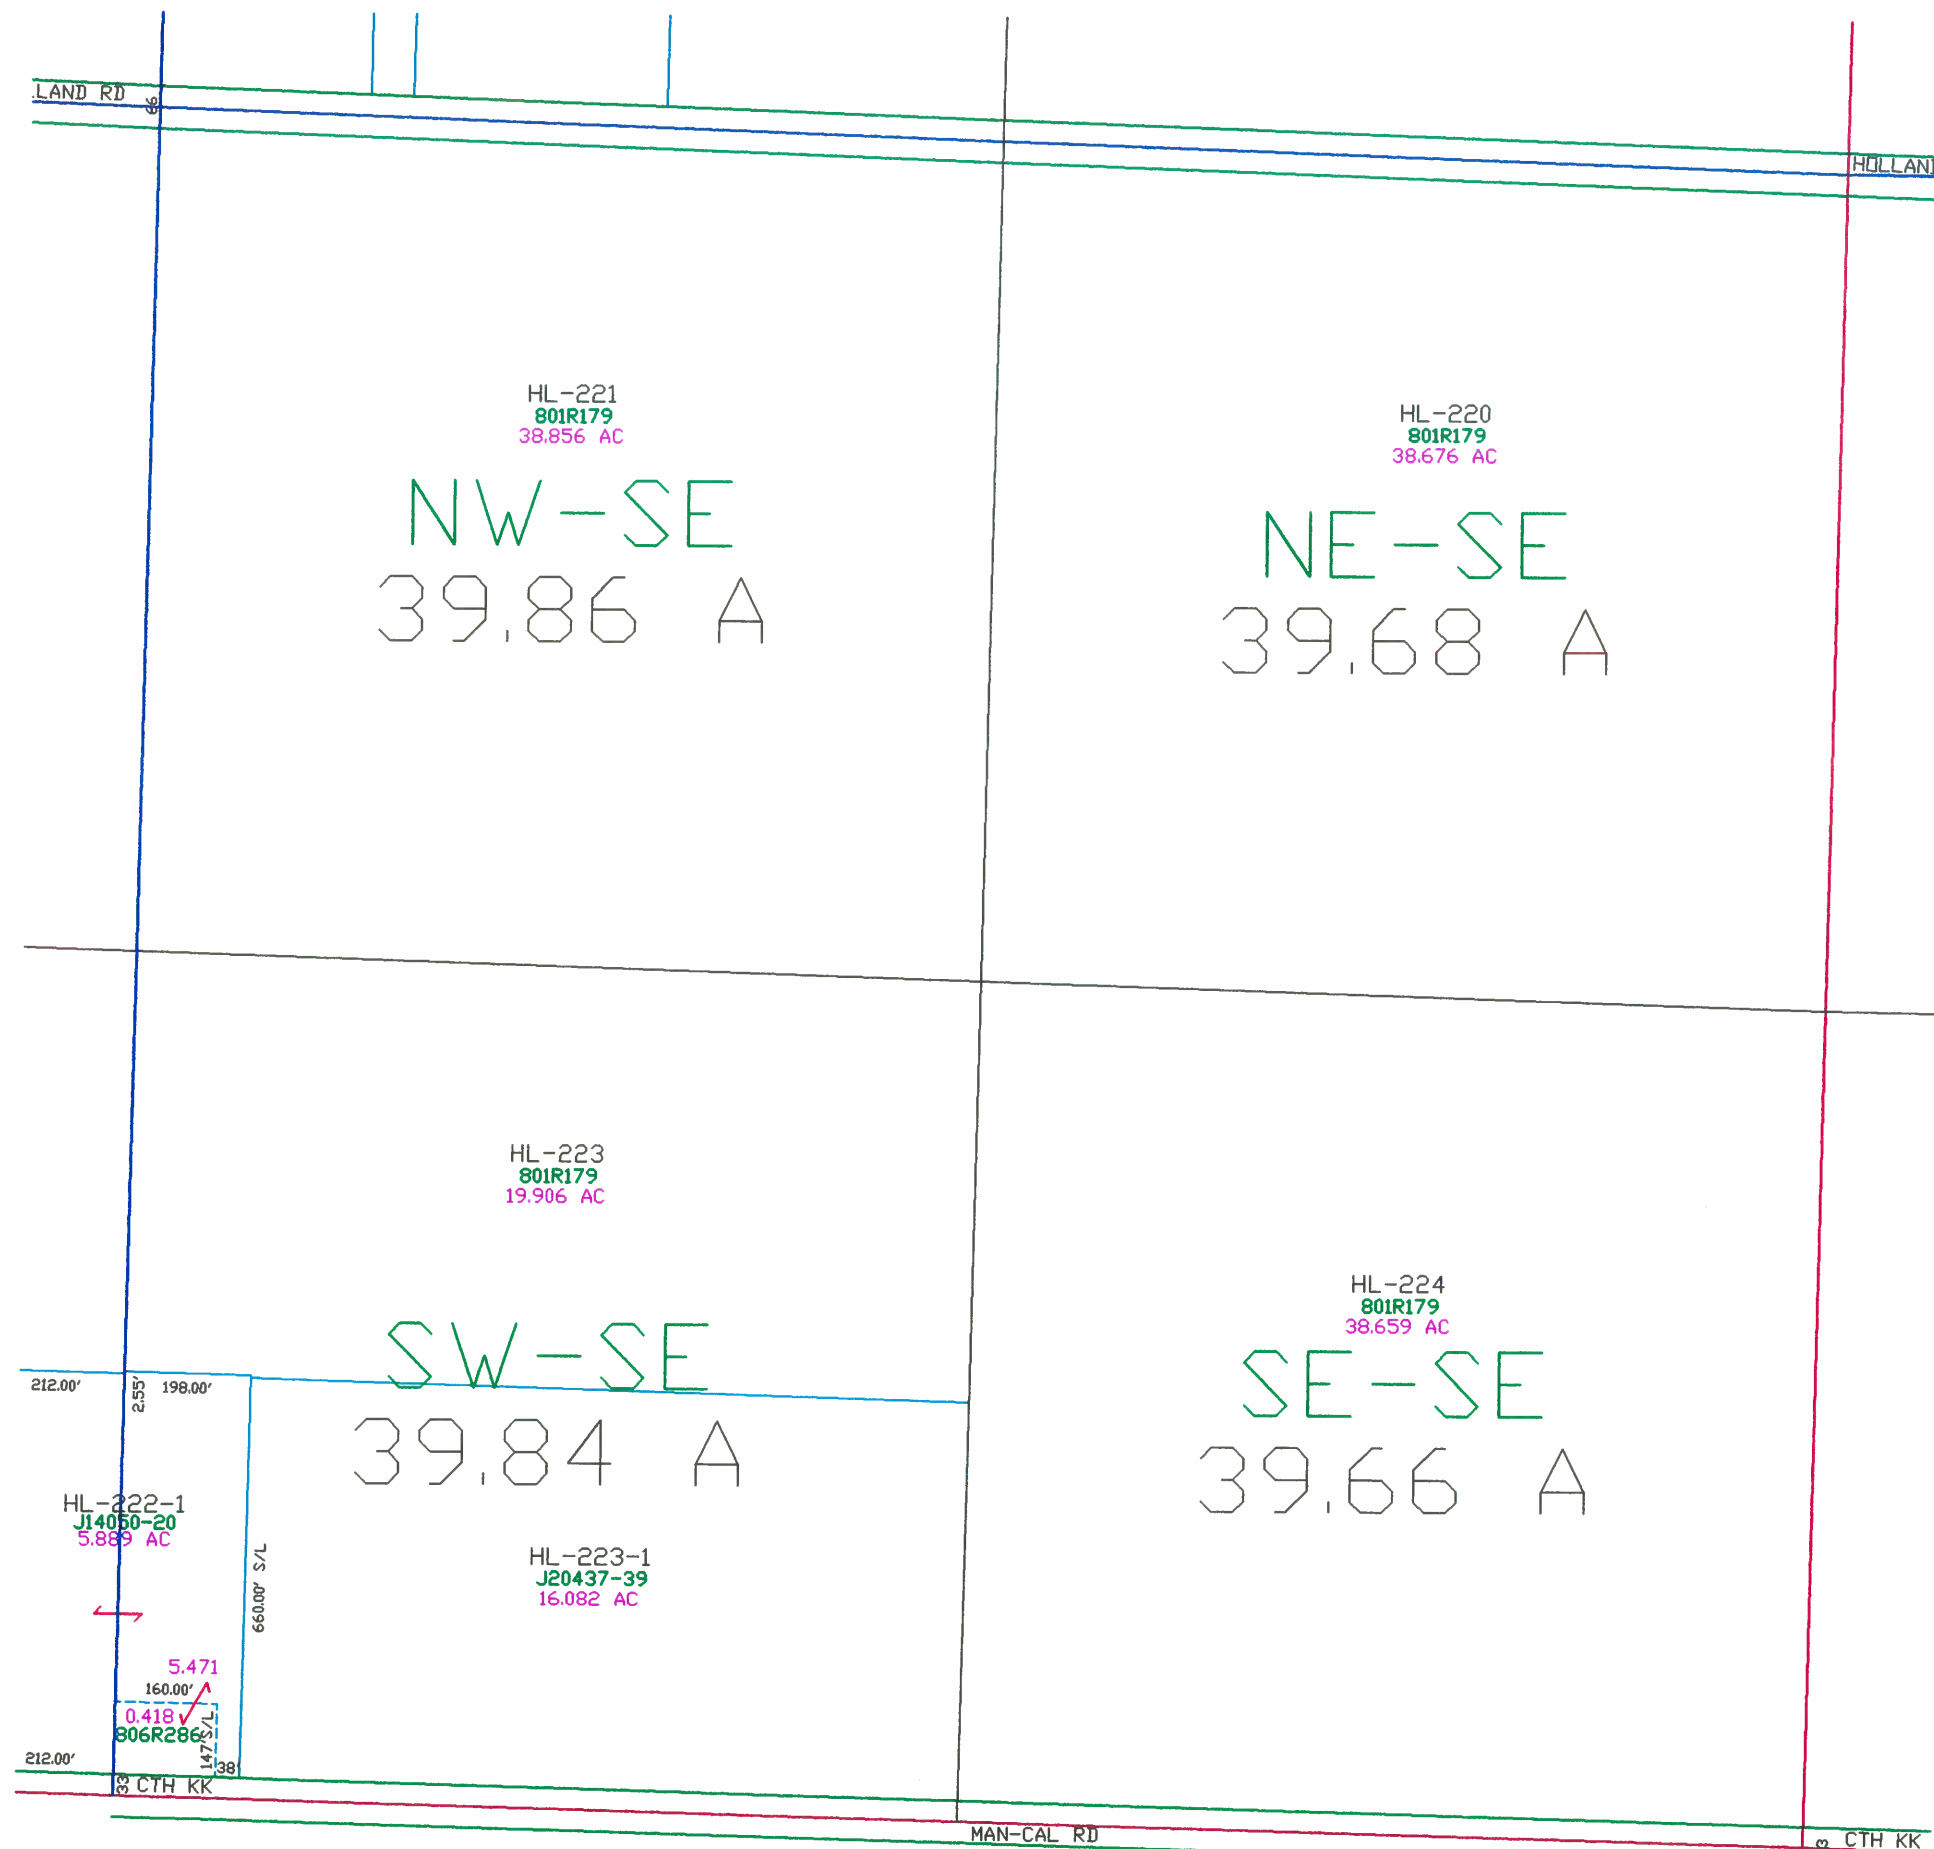 .LAND RD
66
HOLLAND
HL-221
801R179
38.856 AC
NW-SE
39.86 A
HL-220
801R179
38.676 AC
NE-SE
39.68 A
HL-223
801R179
19.906 AC
SW-SE
39.84 A
HL-224
801R179
38.659 AC
SE-SE
39.66 A
212.00'
2.55'
198.00'
HL-222-1
J14050-20
5.889 AC
660.00' S/L
HL-223-1
J20437-39
16.082 AC
5.471
160.00'
0.418
806R286
147'S/L
38'
212.00'
33
CTH KK
MAN-CAL RD
3
CTH KK